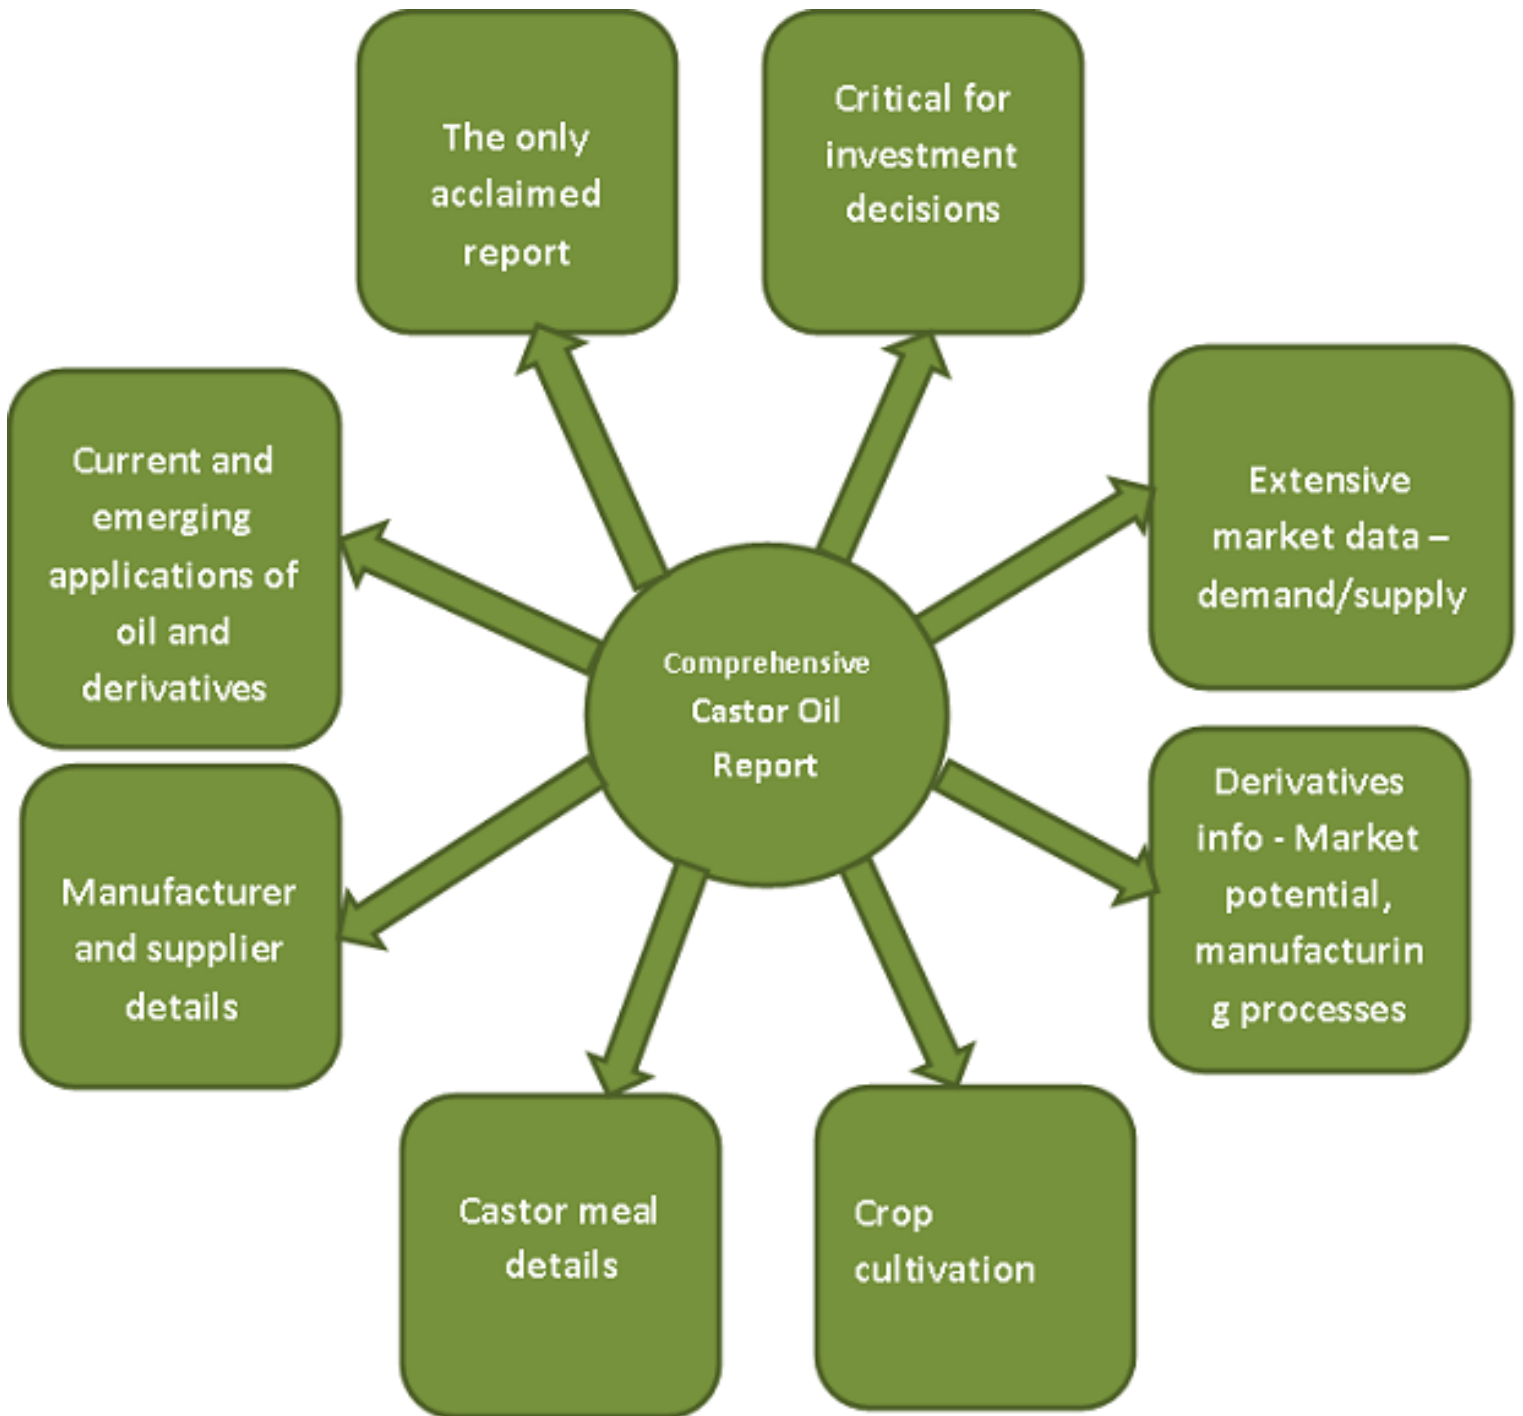 The only
acclaimed
report
Critical for
investment
decisions
Current and
emerging
applications of
oil and
derivatives
Extensive
market data –
demand/supply
Comprehensive
Castor Oil
Report
Derivatives
info - Market
potential,
manufacturin
g processes
Manufacturer
and supplier
details
Castor meal
details
Crop
cultivation